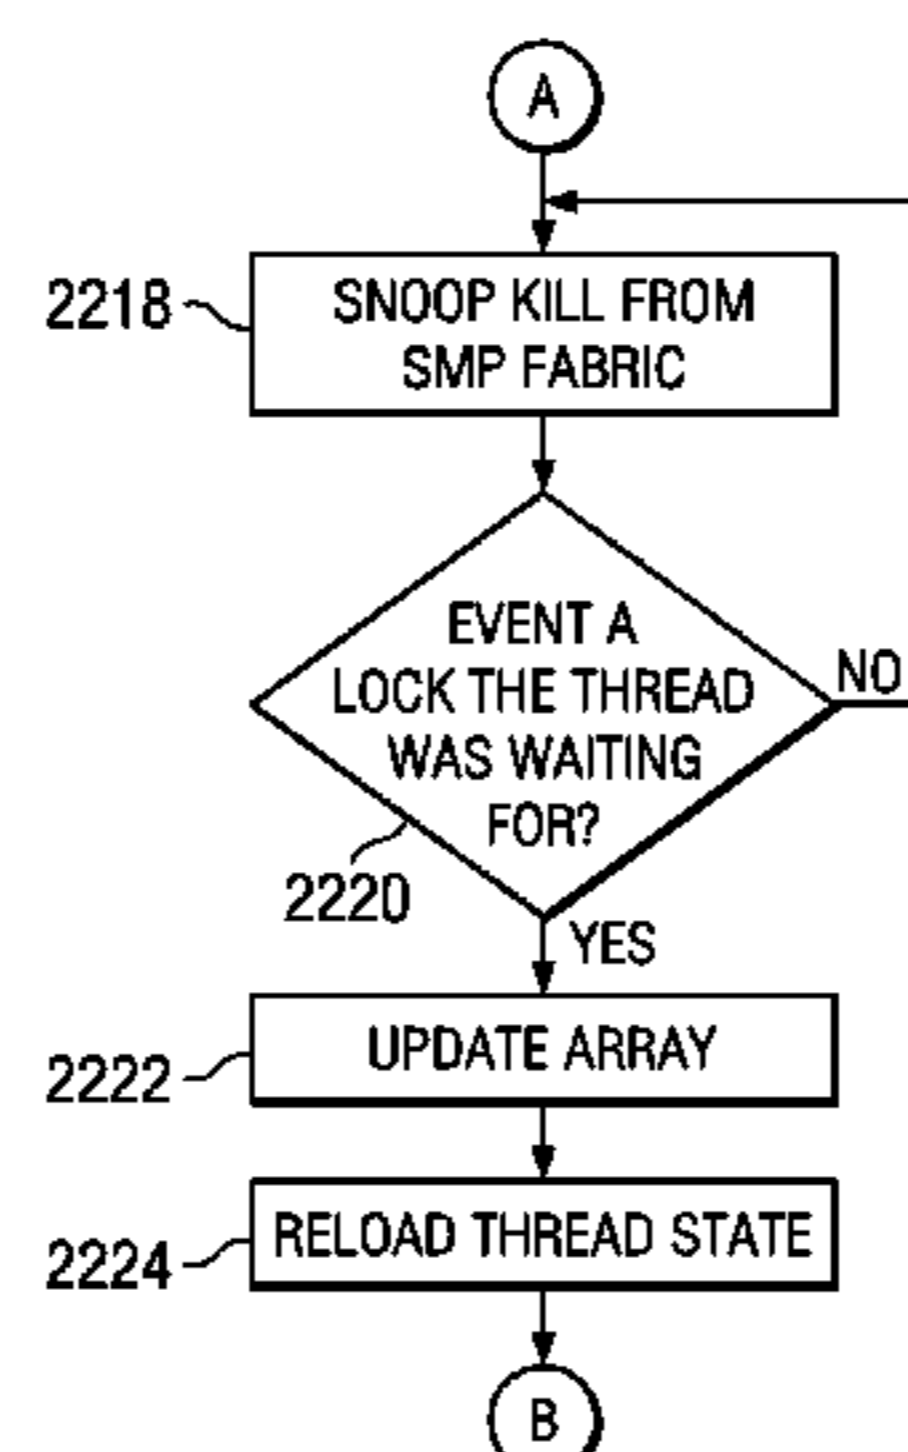 A
2218
SNOOP KILL FROM
SMP FABRIC
EVENT A
LOCK THE THREAD
WAS WAITING
FOR?
NO
2220
YES
2222
UPDATE ARRAY
2224
RELOAD THREAD STATE
B